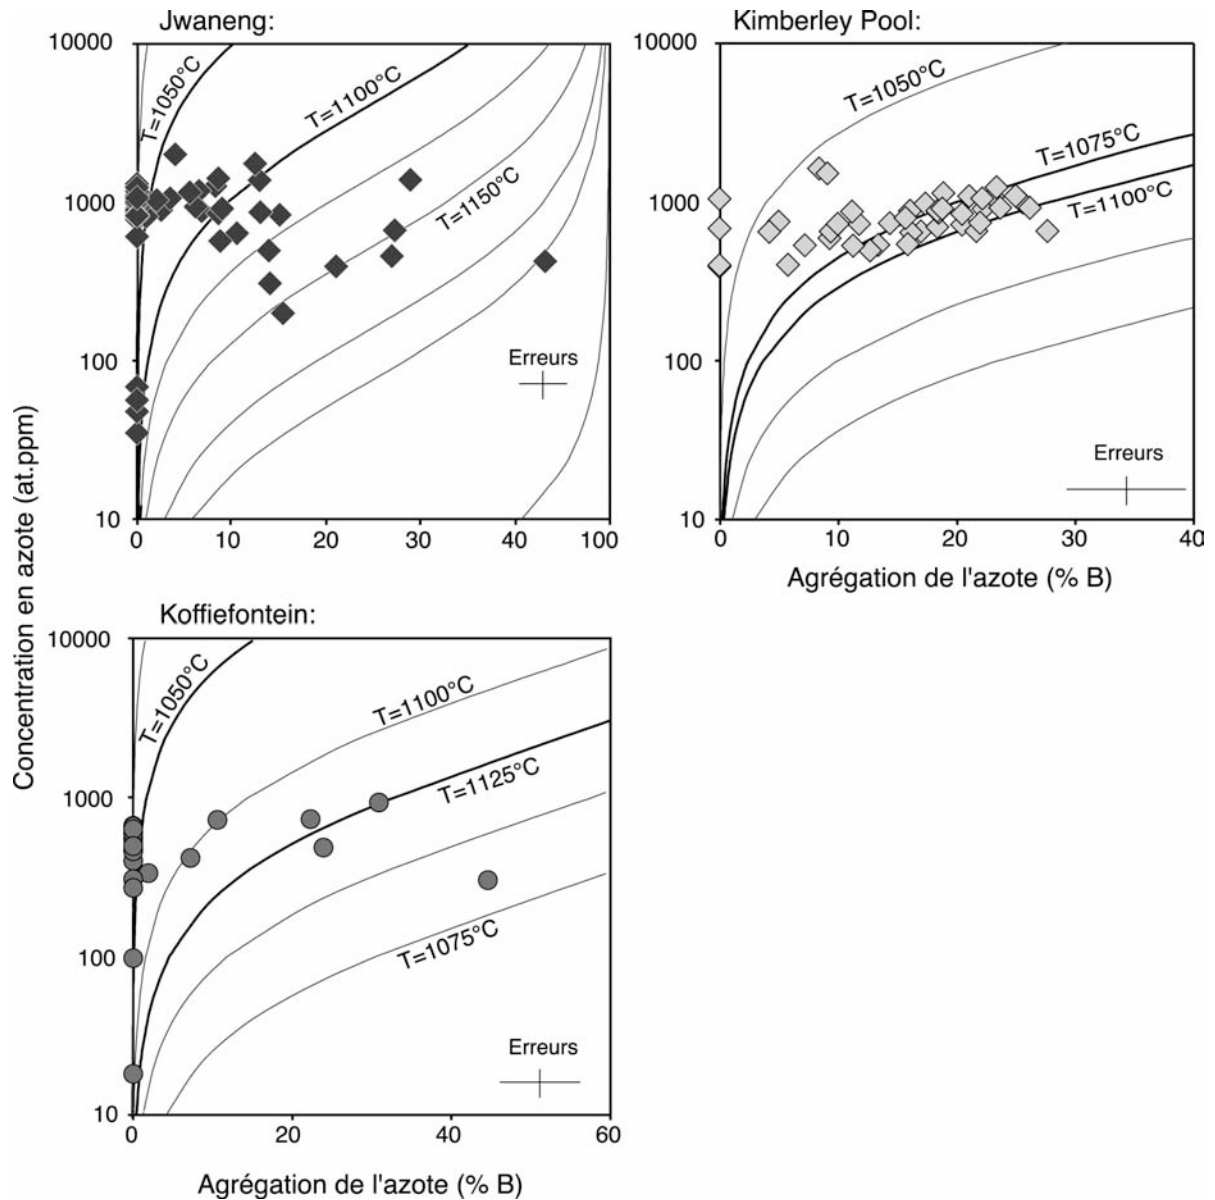 Jwaneng:
Kimberley Pool:
10000
1000
100
10
T=1050°C
T=1100°C
T=1150°C
Erreurs
0
10
20
30
40
100
10000
1000
100
10
T=1050°C
T=1075°C
T=1100°C
Erreurs
0
10
20
30
40
Agrégation de l'azote (% B)
Concentration en azote (at.ppm)
Koffiefontein:
10000
1000
100
10
T=1050°C
T=1100°C
T=1125°C
T=1075°C
Erreurs
0
20
40
60
Agrégation de l'azote (% B)